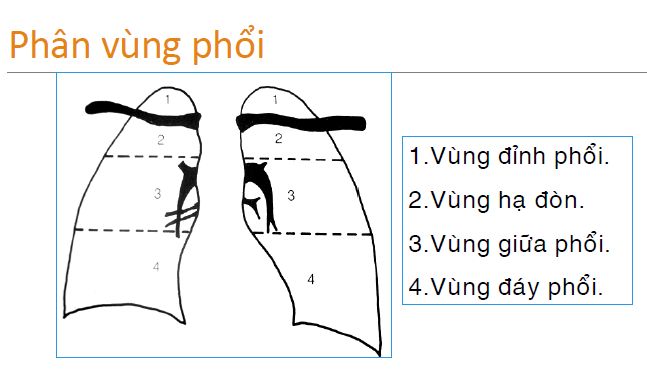 Phân vùng phổi
1
1
2
2
3
3
4
4
1.Vùng đỉnh phổi.
2.Vùng hạ đòn.
3.Vùng giữa phổi.
4.Vùng đáy phổi.